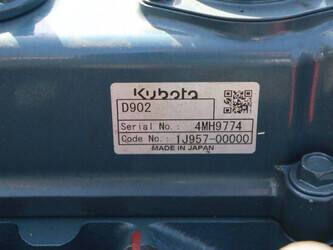 Kubota
D902
Serial No.: 4MH9774
Code No.: 1J957-00000
MADE IN JAPAN